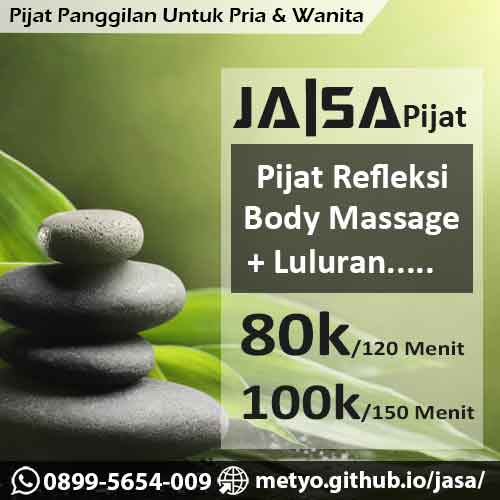 Pijat Panggilan Untuk Pria & Wanita
JA|SA Pijat
Pijat Refleksi
Body Massage
+ Luluran.....
80k/120 Menit
100k/150 Menit
0899-5654-009 metyo.github.io/jasa/